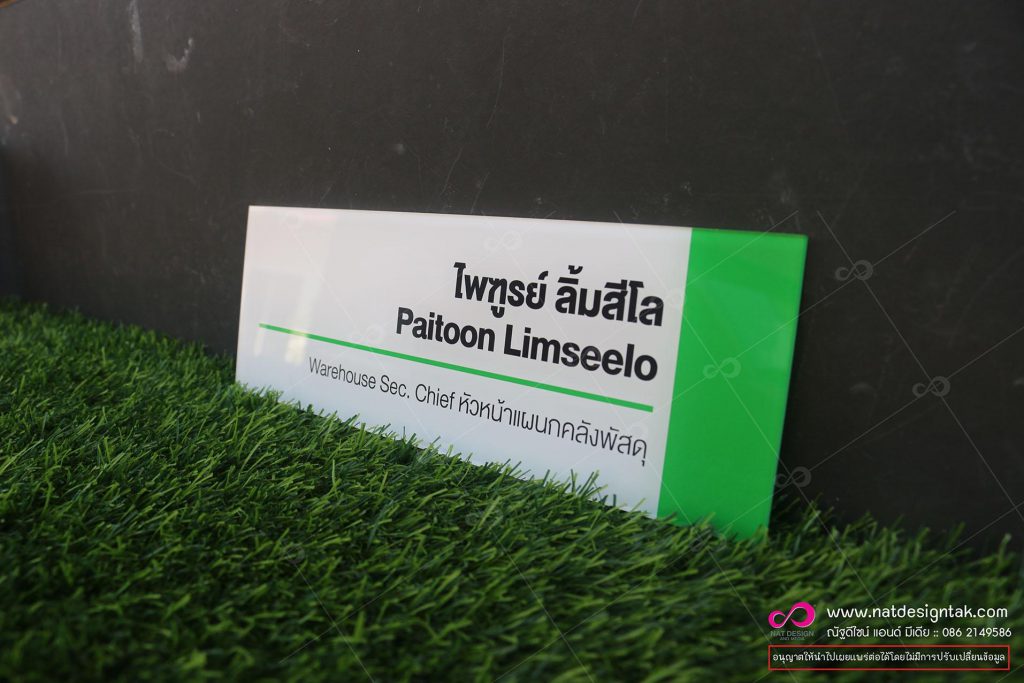 ไพฑูรย์ ลิ้มสีโล
Paitoon Limseelo
Warehouse Sec. Chief หัวหน้าแผนกคลังพัสดุ
www.natdesigntak.com
ณัฐดีไซน์ แอนด์ มีเดีย :: 086 2149586
NAT DESIGN
AND MEDIA
อนุญาตให้นำไปเผยแพร่ต่อได้โดยไม่มีการปรับเปลี่ยนข้อมูล